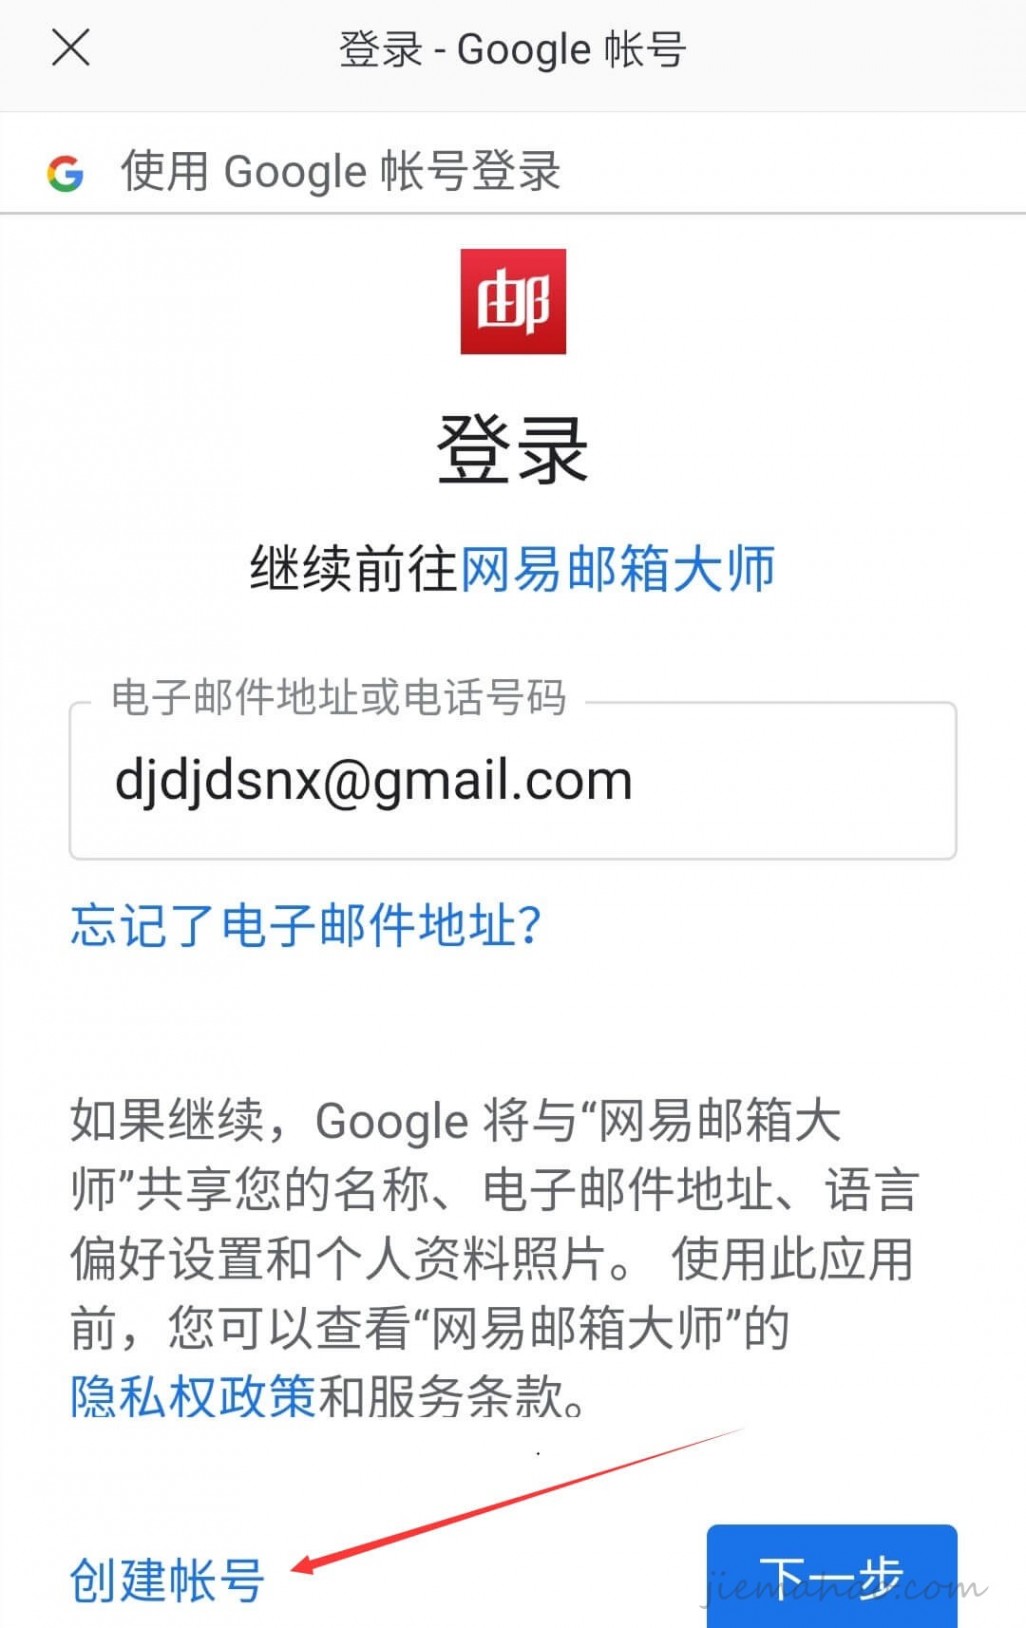 登录 - Google 帐号
使用 Google 帐号登录
邮
登录
继续前往网易邮箱大师
电子邮件地址或电话号码
djdjdsnx@gmail.com
忘记了电子邮件地址？
如果继续，Google 将与“网易邮箱大
师”共享您的名称、电子邮件地址、语言
偏好设置和个人资料照片。 使用此应用
前，您可以查看“网易邮箱大师”的
隐私权政策和服务条款。
创建帐号
下一步
jiemahao.com